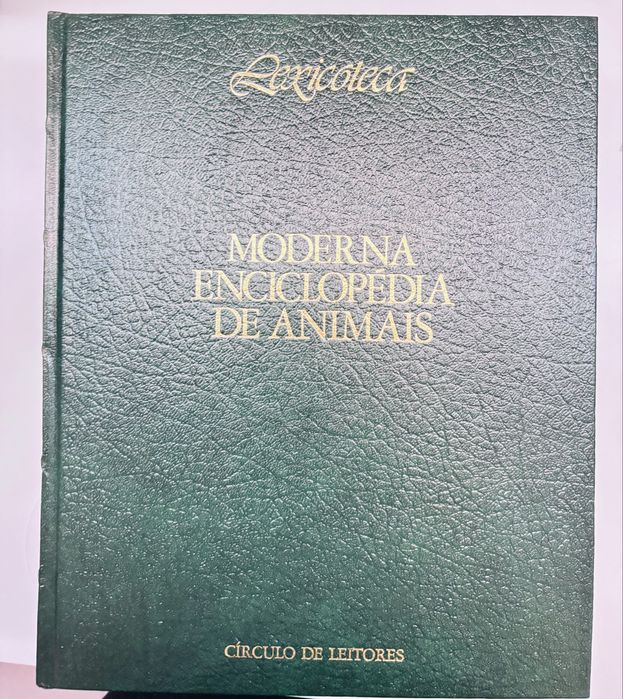 Lexicoteca
MODERNA
ENCICLOPÉDIA
DE ANIMAIS
CÍRCULO DE LEITORES